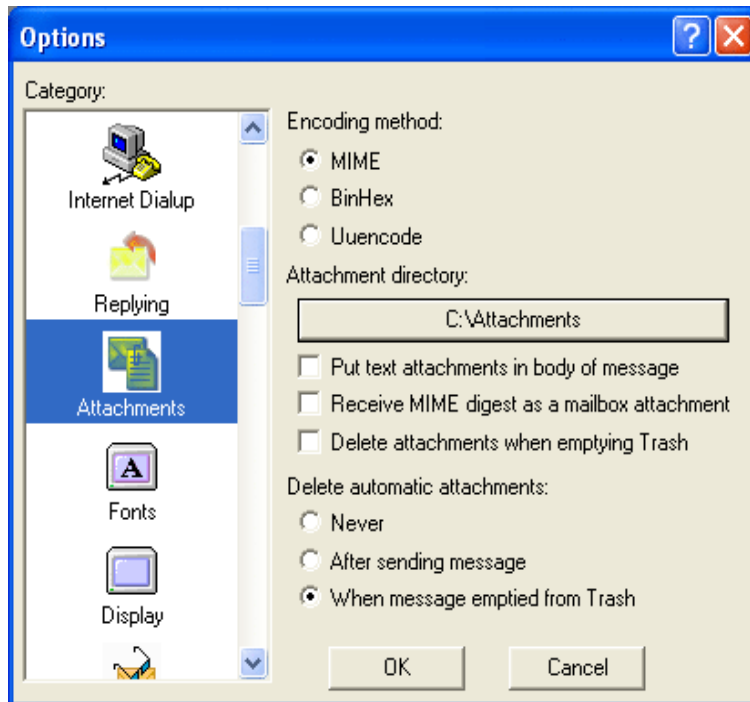 Options
Category:
Internet Dialup
Replying
Attachments
Fonts
Display
Encoding method:
MIME
BinHex
Uuencode
Attachment directory:
C:\Attachments
Put text attachments in body of message
Receive MIME digest as a mailbox attachment
Delete attachments when emptying Trash
Delete automatic attachments:
Never
After sending message
When message emptied from Trash
OK
Cancel